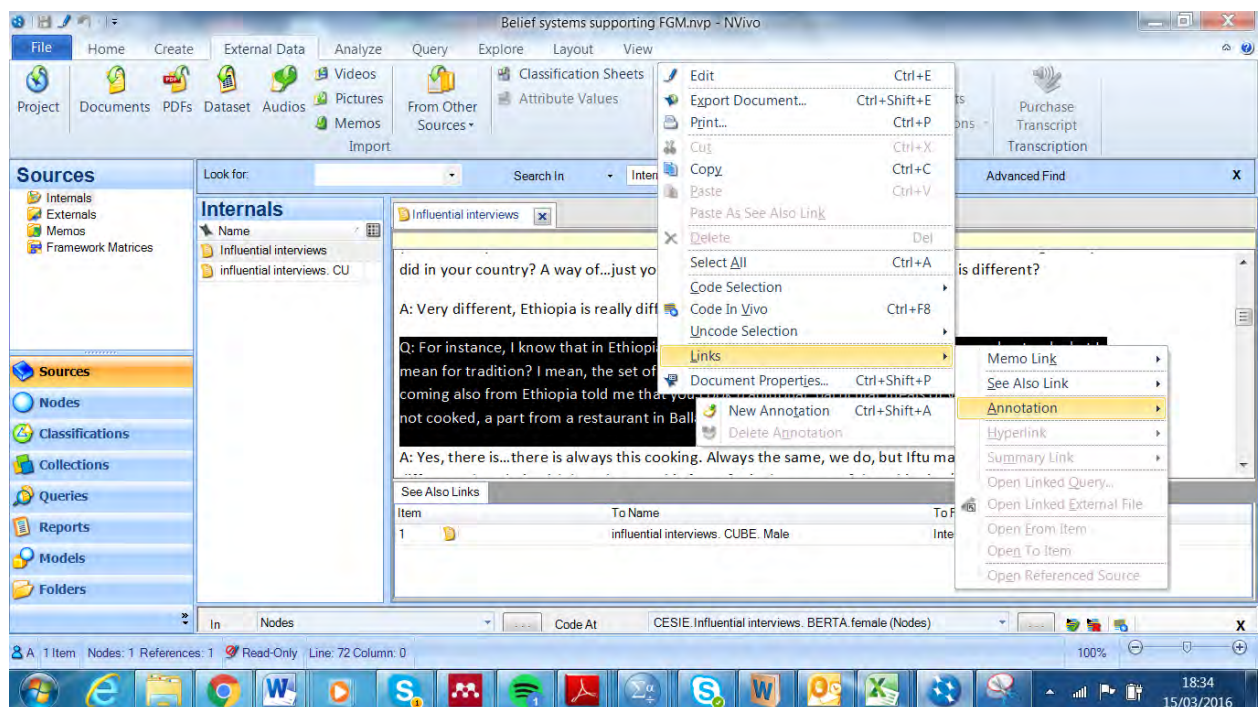 Belief systems supporting FGM.nvp - NVivo
File Home Create External Data Analyze Query Explore Layout View
Project Documents PDFs Dataset Audios
Videos
Pictures
Memos
Import
From Other
Sources
Classification Sheets
Attribute Values
Purchase
Transcript
Transcription
Edit Ctrl+E
Export Document... Ctrl+Shift+E
Print... Ctrl+P
Cut Ctrl+X
Copy Ctrl+C
Paste Ctrl+V
Paste As See Also Link
Delete Del
Select All Ctrl+A
Code Selection
Code In Vivo Ctrl+F8
Uncode Selection
Links
Document Properties... Ctrl+Shift+P
New Annotation Ctrl+Shift+A
Delete Annotation
Memo Link
See Also Link
Annotation
Hyperlink
Summary Link
Open Linked Query...
Open Linked External File
Open From Item
Open To Item
Open Referenced Source
Sources
Internals
Externals
Memos
Framework Matrices
Sources
Nodes
Classifications
Collections
Queries
Reports
Models
Folders
Look for: Search In Inten Advanced Find X
Internals
Name
Influential interviews
influential interviews. CU
Influential interviews
did in your country? A way of...just yo is different?
A: Very different, Ethiopia is really diff
Q: For instance, I know that in Ethiopi
mean for tradition? I mean, the set of
coming also from Ethiopia told me that
not cooked, a part from a restaurant in Ball
A: Yes, there is...there is always this cooking. Always the same, we do, but Iftu ma
See Also Links
Item To Name To F
1 influential interviews. CUBE. Male Inte
In Nodes Code At CESIE.Influential interviews. BERTA.female (Nodes) X
A 1 Item Nodes: 1 References: 1 Read-Only Line: 72 Column: 0 100%
18:34
15/03/2016